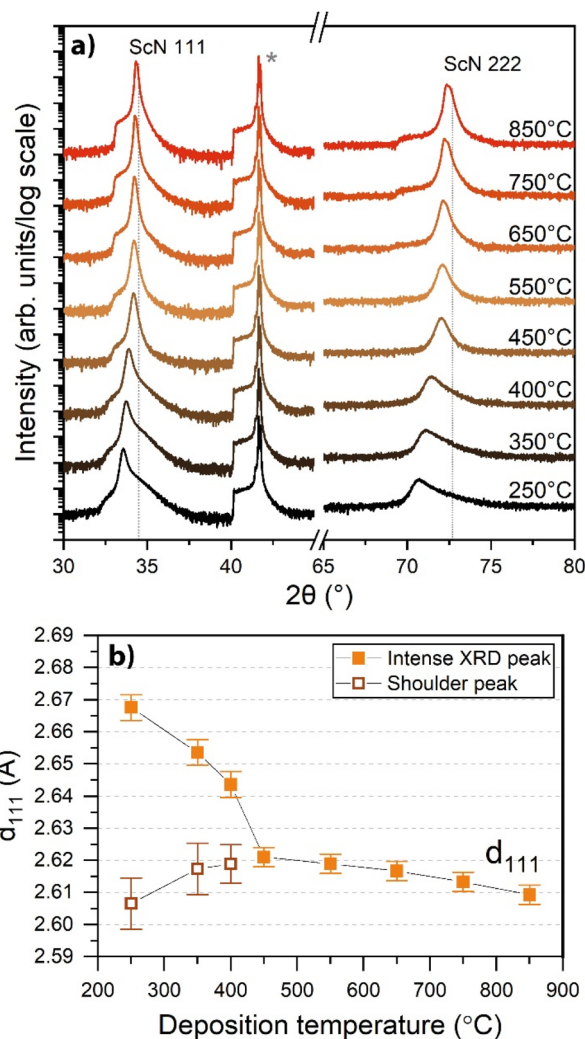 a)
ScN 111
*
ScN 222
850°C
750°C
650°C
550°C
450°C
400°C
350°C
250°C
Intensity (arb. units/log scale)
30 35 40 65 70 75 80
2θ (°)
b)
Intense XRD peak
Shoulder peak
2.69
2.68
2.67
2.66
2.65
2.64
2.63
2.62
2.61
2.60
2.59
d111 (A)
d111
200 300 400 500 600 700 800 900
Deposition temperature (°C)